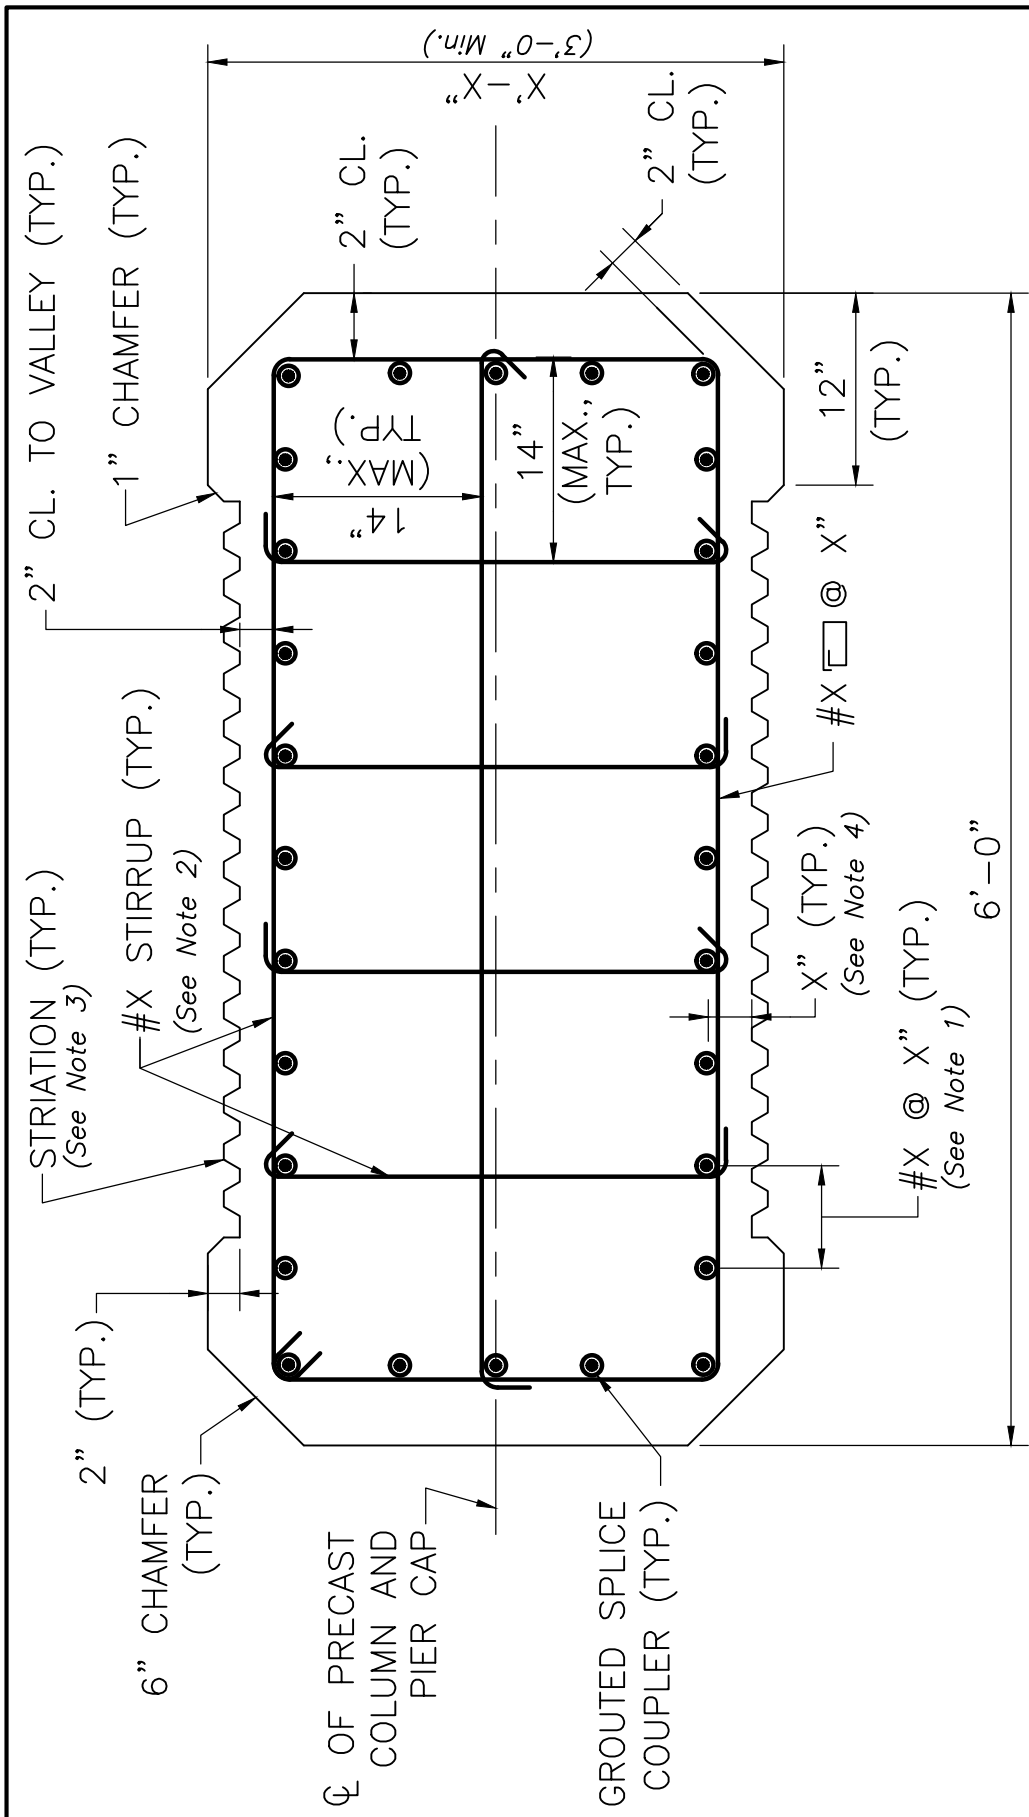 2" CL. TO VALLEY (TYP.)
1" CHAMFER (TYP.)
STRIATION (TYP.)
(See Note 3)
#X STIRRUP (TYP.)
(See Note 2)
2" (TYP.)
6" CHAMFER
(TYP.)
X'-X"
(3'-0" Min.)
2" CL.
(TYP.)
2" CL.
(TYP.)
14"
(MAX.,
TYP.)
14"
(MAX.,
TYP.)
12"
(TYP.)
℄ OF PRECAST
COLUMN AND
PIER CAP
GROUTED SPLICE
COUPLER (TYP.)
#X @ X"
X" (TYP.)
(See Note 4)
#X @ X" (TYP.)
(See Note 1)
6'-0"